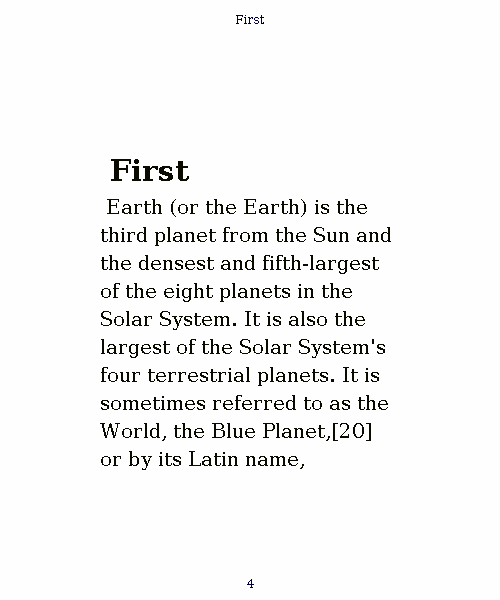 First
First
Earth (or the Earth) is the
third planet from the Sun and
the densest and fifth-largest
of the eight planets in the
Solar System. It is also the
largest of the Solar System's
four terrestrial planets. It is
sometimes referred to as the
World, the Blue Planet,[20]
or by its Latin name,
4